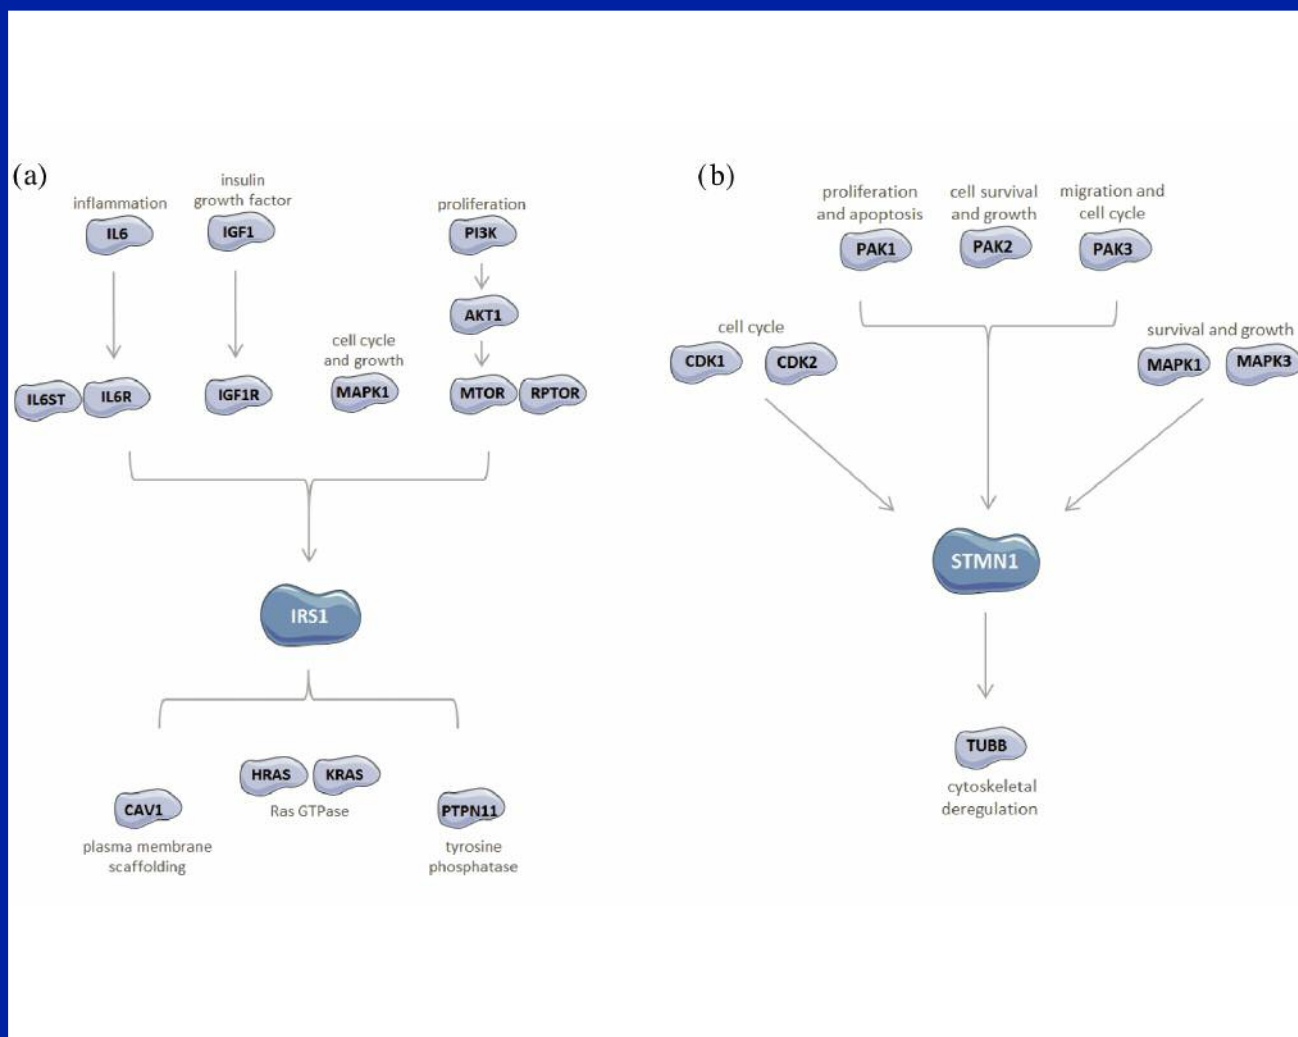 (a)
inflammation
IL6
insulin
growth factor
IGF1
proliferation
PI3K
AKT1
cell cycle
and growth
IL6ST IL6R
IGF1R
MAPK1
MTOR RPTOR
IRS1
CAV1
plasma membrane
scaffolding
HRAS KRAS
Ras GTPase
PTPN11
tyrosine
phosphatase
(b)
proliferation
and apoptosis
PAK1
cell survival
and growth
PAK2
migration and
cell cycle
PAK3
cell cycle
CDK1 CDK2
survival and growth
MAPK1 MAPK3
STMN1
TUBB
cytoskeletal
deregulation